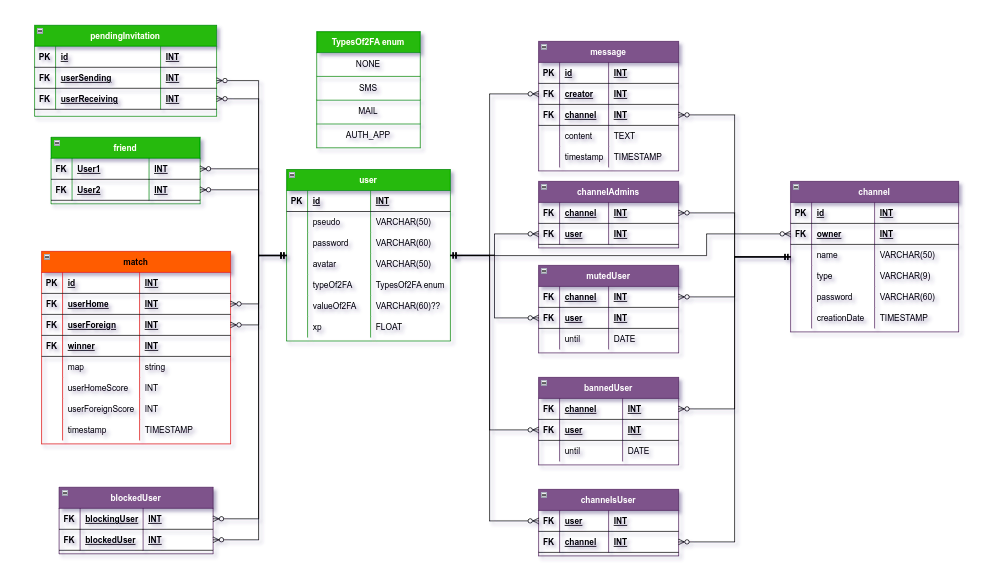 pendingInvitation
PK id INT
FK userSending INT
FK userReceiving INT
friend
FK User1 INT
FK User2 INT
match
PK id INT
FK userHome INT
FK userForeign INT
FK winner INT
map string
userHomeScore INT
userForeignScore INT
timestamp TIMESTAMP
blockedUser
FK blockingUser INT
FK blockedUser INT
TypesOf2FA enum
NONE
SMS
MAIL
AUTH_APP
user
PK id INT
pseudo VARCHAR(50)
password VARCHAR(60)
avatar VARCHAR(50)
typeOf2FA TypesOf2FA enum
valueOf2FA VARCHAR(60)??
xp FLOAT
message
PK id INT
FK creator INT
FK channel INT
content TEXT
timestamp TIMESTAMP
channelAdmins
FK channel INT
FK user INT
mutedUser
FK channel INT
FK user INT
until DATE
bannedUser
FK channel INT
FK user INT
until DATE
channelsUser
FK user INT
FK channel INT
channel
PK id INT
FK owner INT
name VARCHAR(50)
type VARCHAR(9)
password VARCHAR(60)
creationDate TIMESTAMP